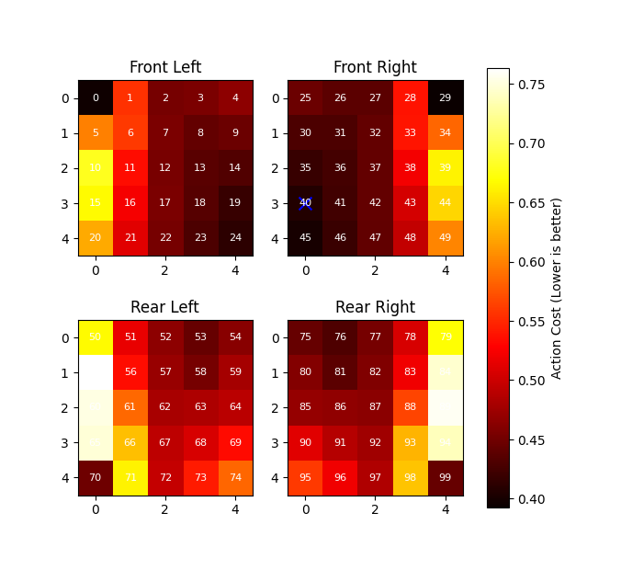 Front Left
Front Right
0 0 1 2 3 4 25 26 27 28 29
1 5 6 7 8 9 30 31 32 33 34
2 10 11 12 13 14 35 36 37 38 39
3 15 16 17 18 19 40 41 42 43 44
4 20 21 22 23 24 45 46 47 48 49
0 2 4 0 2 4
Rear Left
Rear Right
0 50 51 52 53 54 75 76 77 78 79
1 56 57 58 59 80 81 82 83
2 61 62 63 64 85 86 87 88
3 66 67 68 69 90 91 92 93
4 70 71 72 73 74 95 96 97 98 99
0 2 4 0 2 4
0.75
0.70
0.65
0.60
0.55
0.50
0.45
0.40
Action Cost (Lower is better)